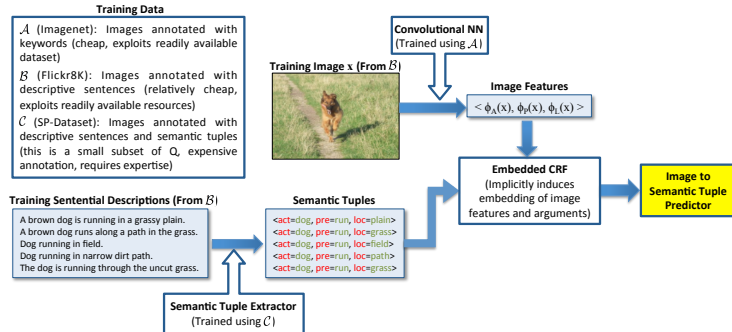 Training Data
𝒜 (Imagenet): Images annotated with
keywords (cheap, exploits readily available
dataset)
ℬ (Flickr8K): Images annotated with
descriptive sentences (relatively cheap,
exploits readily available resources)
𝒞 (SP-Dataset): Images annotated with
descriptive sentences and semantic tuples
(this is a small subset of Q, expensive
annotation, requires expertise)
Convolutional NN
(Trained using 𝒜)
Training Image x (From ℬ)
Image Features
< ϕA(x), ϕP(x), ϕL(x) >
Embedded CRF
(Implicitly induces
embedding of image
features and arguments)
Image to
Semantic Tuple
Predictor
Training Sentential Descriptions (From ℬ)
A brown dog is running in a grassy plain.
A brown dog runs along a path in the grass.
Dog running in field.
Dog running in narrow dirt path.
The dog is running through the uncut grass.
Semantic Tuples
<act=dog, pre=run, loc=plain>
<act=dog, pre=run, loc=grass>
<act=dog, pre=run, loc=field>
<act=dog, pre=run, loc=path>
<act=dog, pre=run, loc=grass>
Semantic Tuple Extractor
(Trained using 𝒞)